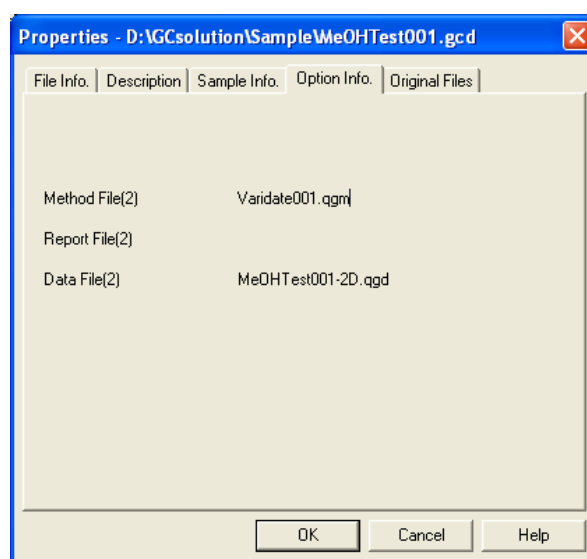 Properties - D:\GCsolution\Sample\MeOHTest001.gcd
File Info. Description Sample Info. Option Info. Original Files
Method File(2) Varidate001.qgm
Report File(2)
Data File(2) MeOHTest001-2D.qgd
OK Cancel Help